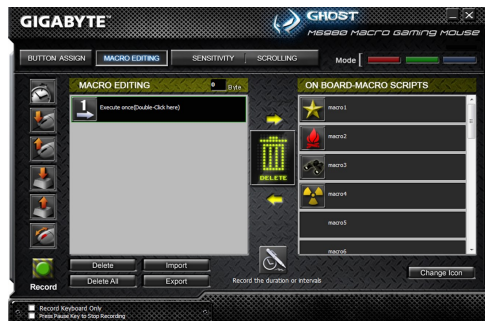 GIGABYTE™
GHOST
M6980 Macro Gaming Mouse
BUTTON ASSIGN
MACRO EDITING
SENSITIVITY
SCROLLING
Mode
MACRO EDITING
Byte
ON BOARD-MACRO SCRIPTS
1
Execute once(Double-Click here)
macro1
macro2
macro3
macro4
macro5
macro6
DELETE
Delete
Import
Delete All
Export
Record the duration or intervals
Change Icon
Record
Record Keyboard Only
Press Pause Key to Stop Recording